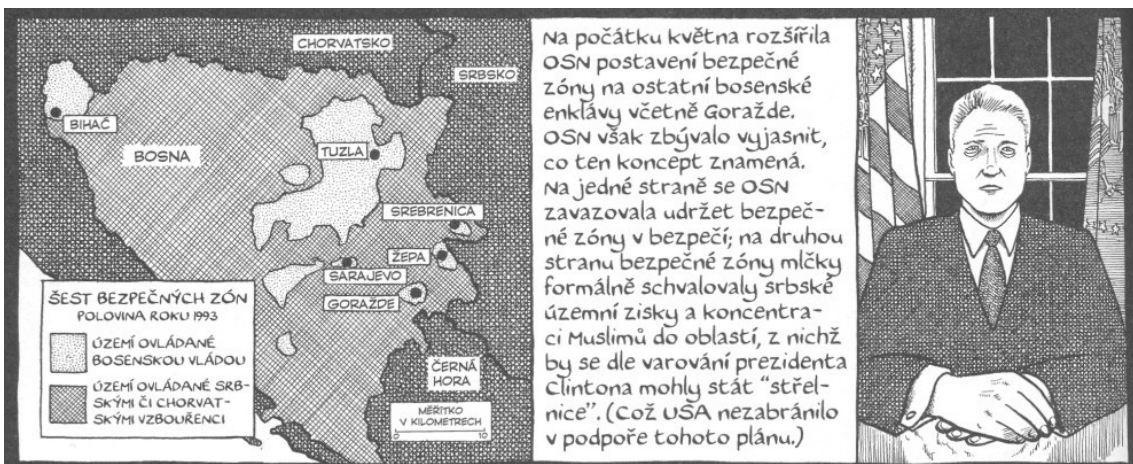 CHORVATSKO
SRBSKO
BIHAČ
BOSNA
TUZLA
SREBRENICA
ŽEPA
SARAJEVO
GORAŽDE
ČERNÁ
HORA
MĚŘÍTKO
V KILOMETRECH
0 10
ŠEST BEZPEČNÝCH ZÓN
POLOVINA ROKU 1993
ÚZEMÍ OVLÁDANÉ
BOSENSKOU VLÁDOU
ÚZEMÍ OVLÁDANÉ SRB-
SKÝMI ČI CHORVAT-
SKÝMI VZBOUŘENCI
Na počátku května rozšířila
OSN postavení bezpečné
zóny na ostatní bosenské
enklávy včetně Goražde.
OSN však zbývalo vyjasnit,
co ten koncept znamená.
Na jedné straně se OSN
zavazovala udržet bezpeč-
né zóny v bezpečí; na druhou
stranu bezpečné zóny mlčky
formálně schvalovaly srbské
územní zisky a koncentra-
ci Muslimů do oblastí, z nichž
by se dle varování prezidenta
Clintona mohly stát "střel-
nice". (Což USA nezabránilo
v podpoře tohoto plánu.)